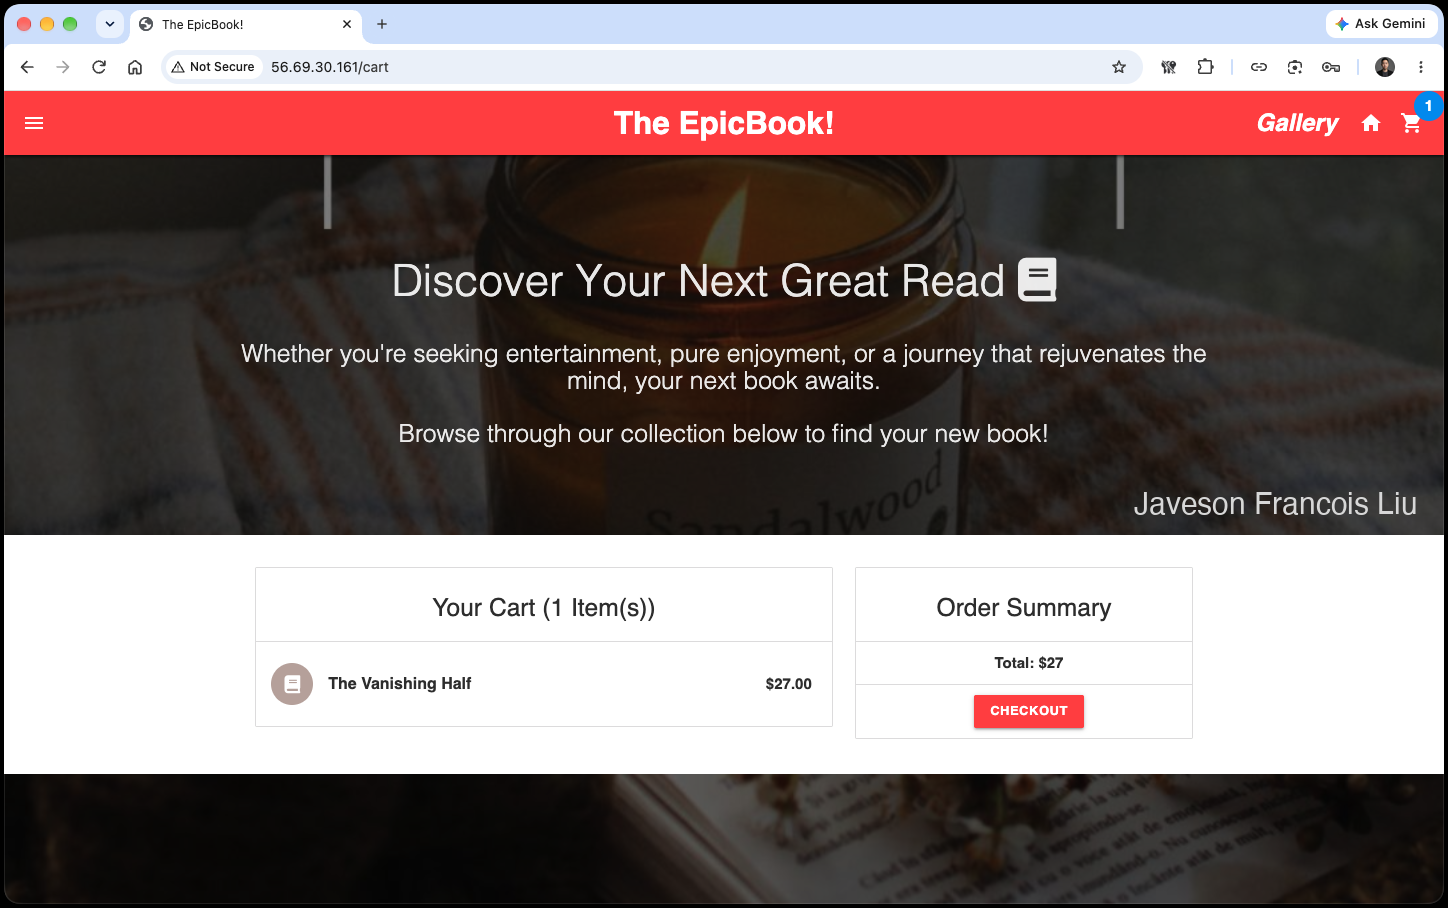 The EpicBook!
Ask Gemini
Not Secure
56.69.30.161/cart
The EpicBook!
Gallery
1
Discover Your Next Great Read
Whether you're seeking entertainment, pure enjoyment, or a journey that rejuvenates the
mind, your next book awaits.
Browse through our collection below to find your new book!
Sandalwood
Javeson Francois Liu
Your Cart (1 Item(s))
Order Summary
The Vanishing Half
$27.00
Total: $27
CHECKOUT